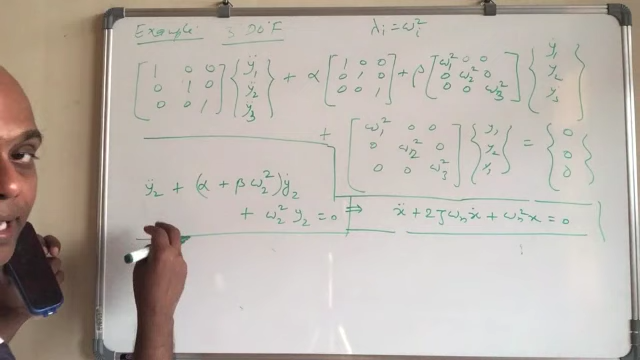 Example: 3 DOF λi = ωi²
[1 0 0; 0 1 0; 0 0 1] {ÿ1; ÿ2; ÿ3} + α [1 0 0; 0 1 0; 0 0 1] + β [ω1² 0 0; 0 ω2² 0; 0 0 ω3²] {ẏ1; ẏ2; ẏ3}
+ [ω1² 0 0; 0 ω2² 0; 0 0 ω3²] {y1; y2; y3} = {0; 0; 0}
ÿ2 + (α + βω2²)ẏ2
+ ω2² y2 = 0 ⇒ ẍ + 2ζωnẋ + ωn²x = 0